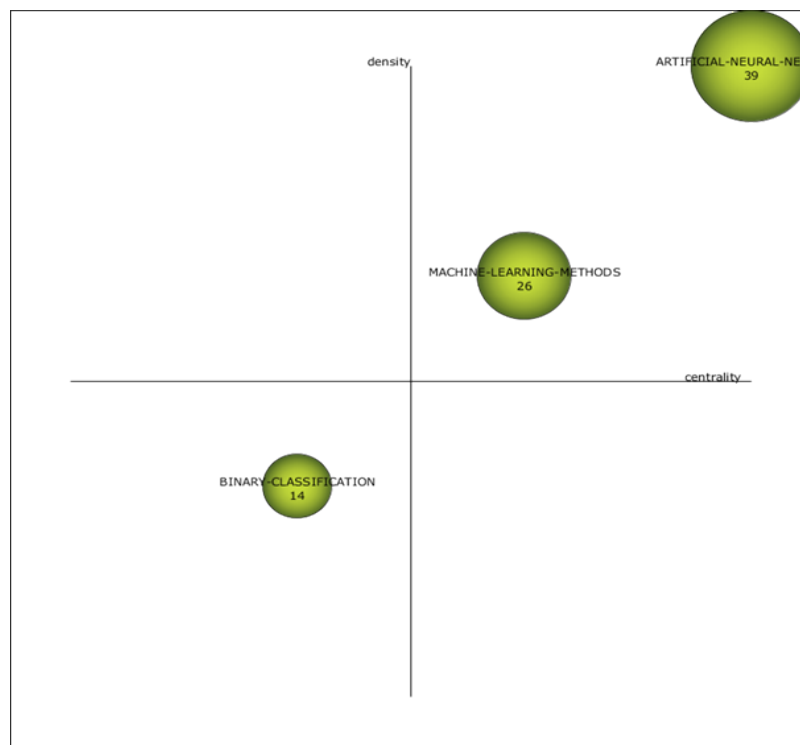 density
ARTIFICIAL-NEURAL-NE
39
MACHINE-LEARNING-METHODS
26
centrality
BINARY-CLASSIFICATION
14